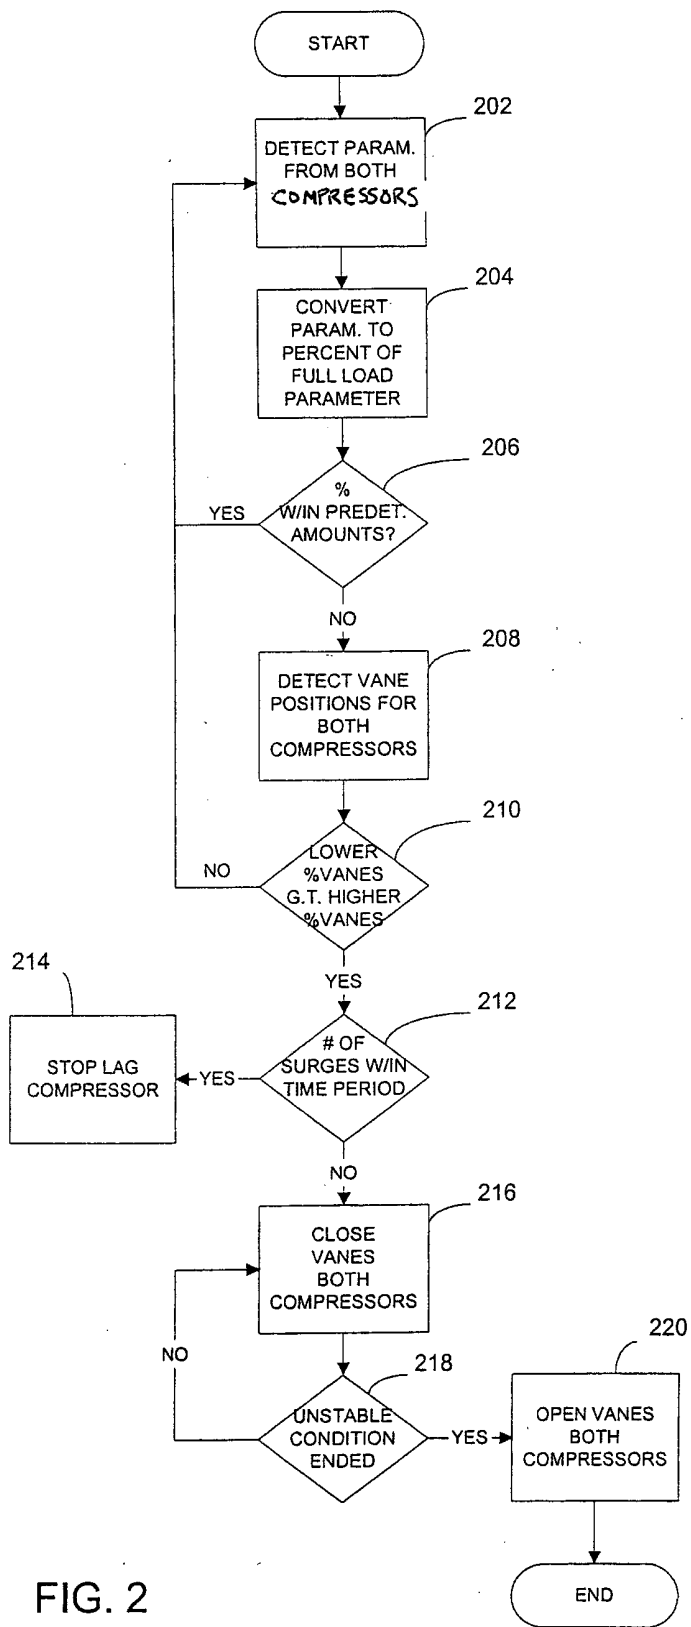 START
202
DETECT PARAM.
FROM BOTH
COMPRESSORS
204
CONVERT
PARAM. TO
PERCENT OF
FULL LOAD
PARAMETER
206
%
W/IN PREDET.
AMOUNTS?
YES
NO
208
DETECT VANE
POSITIONS FOR
BOTH
COMPRESSORS
210
LOWER
%VANES
G.T. HIGHER
%VANES
NO
YES
212
# OF
SURGES W/IN
TIME PERIOD
YES
214
STOP LAG
COMPRESSOR
NO
216
CLOSE
VANES
BOTH
COMPRESSORS
NO
218
UNSTABLE
CONDITION
ENDED
YES
220
OPEN VANES
BOTH
COMPRESSORS
END
FIG. 2